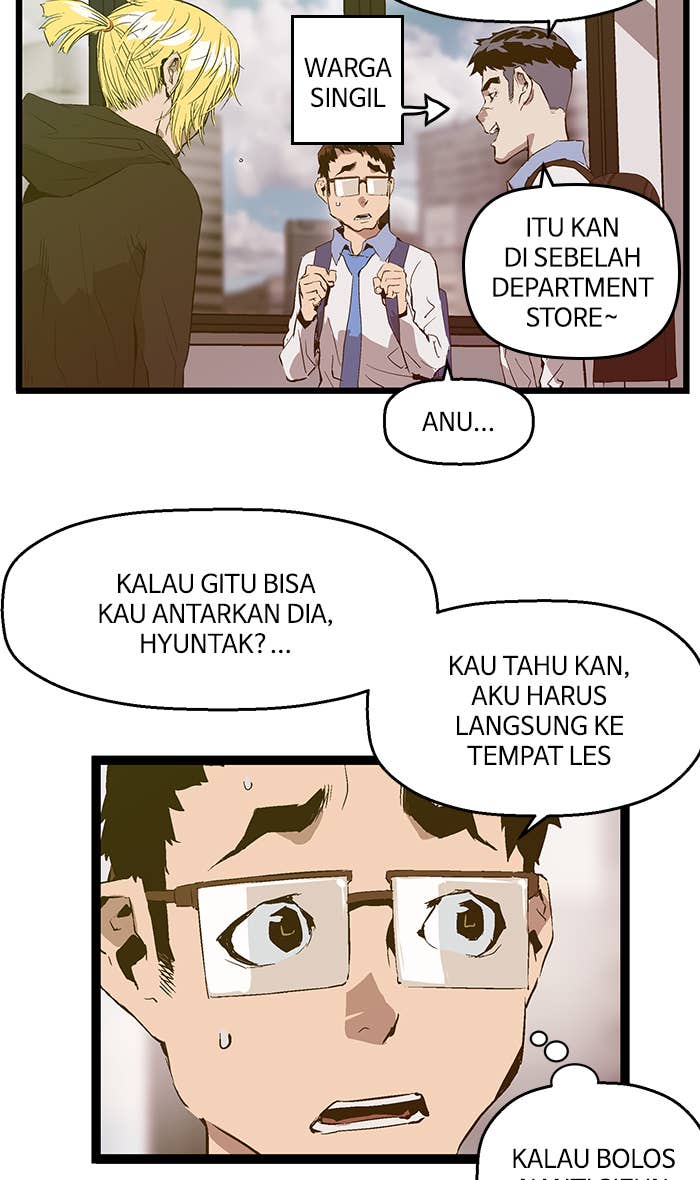 WARGA
SINGIL
ITU KAN
DI SEBELAH
DEPARTMENT
STORE~
ANU...
KALAU GITU BISA
KAU ANTARKAN DIA,
HYUNTAK?...
KAU TAHU KAN,
AKU HARUS
LANGSUNG KE
TEMPAT LES
KALAU BOLOS